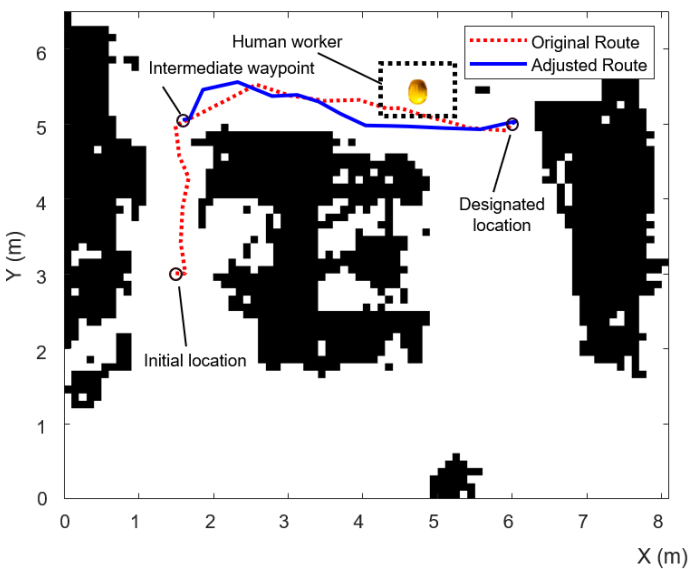 6
5
4
3
2
1
0
Y (m)
0 1 2 3 4 5 6 7 8
X (m)
Human worker
Intermediate waypoint
Original Route
Adjusted Route
Designated
location
Initial location